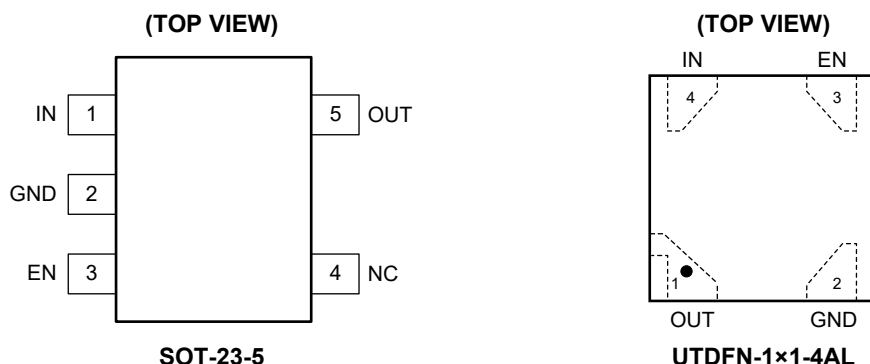 (TOP VIEW)
IN 1
5 OUT
GND 2
EN 3
4 NC
SOT-23-5
(TOP VIEW)
IN EN
4 3
1 2
OUT GND
UTDFN-1×1-4AL